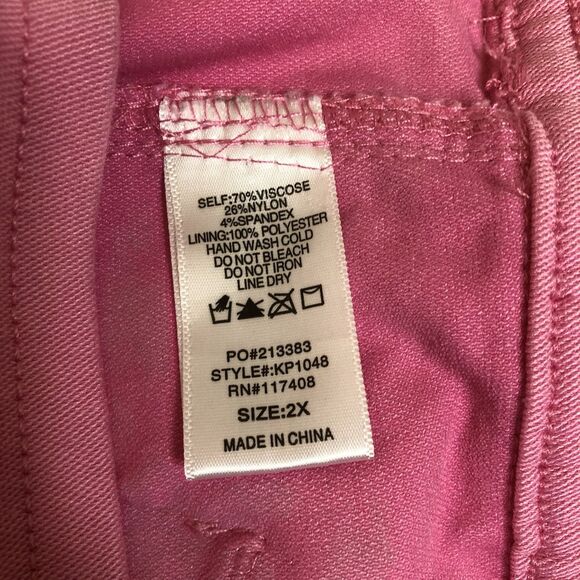 SELF:70%VISCOSE
26%NYLON
4%SPANDEX
LINING:100% POLYESTER
HAND WASH COLD
DO NOT BLEACH
DO NOT IRON
LINE DRY
PO#213383
STYLE#:KP1048
RN#117408
SIZE:2X
MADE IN CHINA